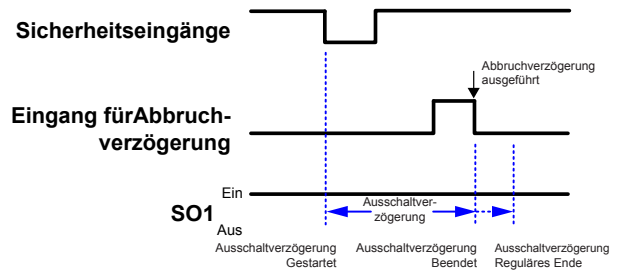 Sicherheitseingänge
Abbruchverzögerung
ausgeführt
Eingang fürAbbruch-
verzögerung
Ein
SO1
Aus
Ausschaltver-
zögerung
Ausschaltverzögerung
Gestartet
Ausschaltverzögerung
Beendet
Ausschaltverzögerung
Reguläres Ende